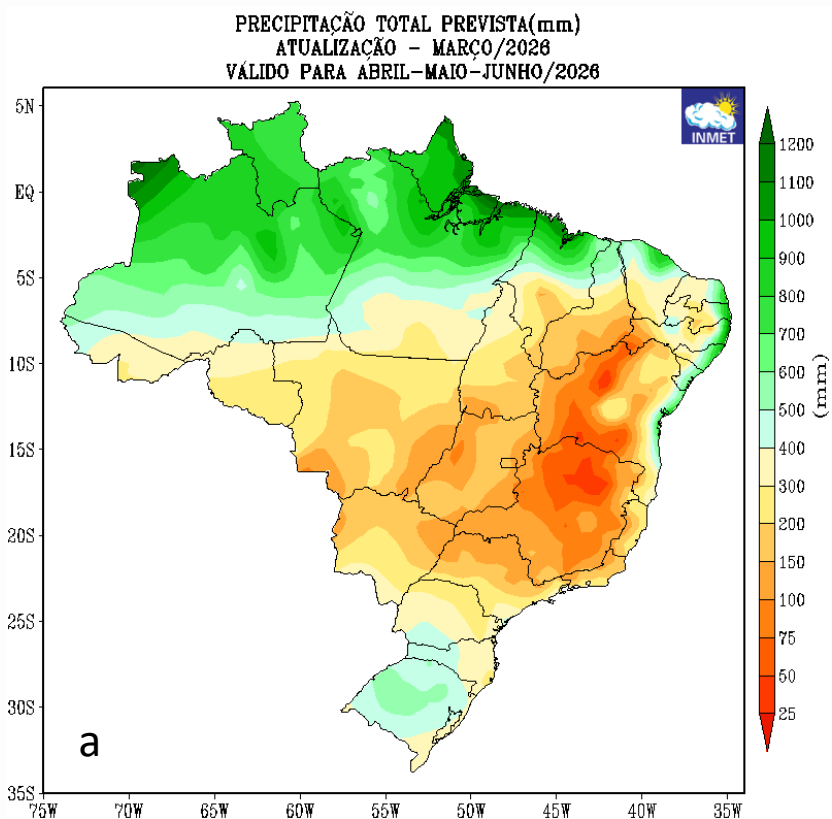 PRECIPITAÇÃO TOTAL PREVISTA(mm)
ATUALIZAÇÃO - MARÇO/2026
VÁLIDO PARA ÁBRIL-MAIO-JUNHO/2026
INMET
5N
EQ
5S
10S
15S
20S
25S
30S
35S
75W
70W
65W
60W
55W
50W
45W
40W
35W
1200
1100
1000
900
800
700
600
500
400
300
200
150
100
75
50
25
(mm)
a